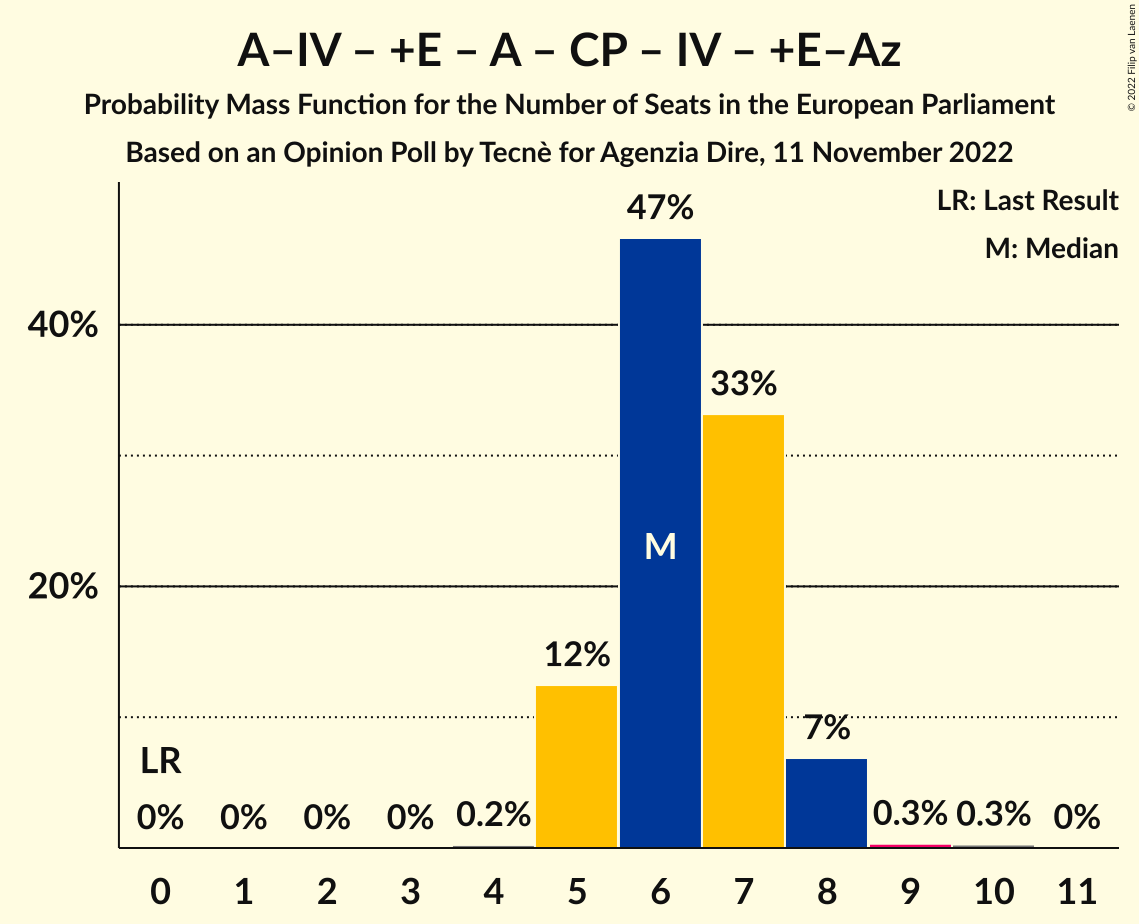 A–IV – +E – A – CP – IV – +E–Az
Probability Mass Function for the Number of Seats in the European Parliament
Based on an Opinion Poll by Tecnè for Agenzia Dire, 11 November 2022
© 2022 Filip van Laenen
LR: Last Result
M: Median
47%
40%
33%
M
20%
12%
7%
LR
0% 0% 0% 0% 0.2% 0.3% 0.3% 0%
0 1 2 3 4 5 6 7 8 9 10 11